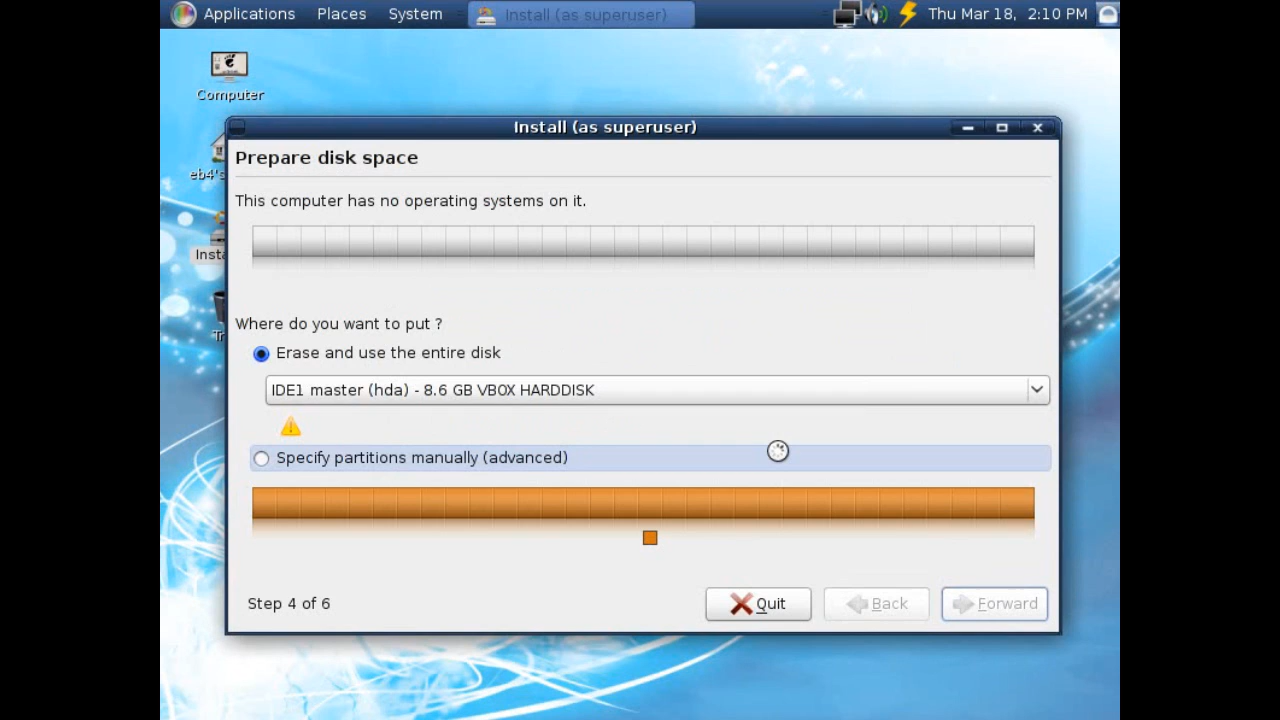 Applications Places System Install (as superuser) Thu Mar 18, 2:10 PM
Computer
Install (as superuser)
Prepare disk space
eb4's
This computer has no operating systems on it.
Insta
Where do you want to put ?
Tr
Erase and use the entire disk
IDE1 master (hda) - 8.6 GB VBOX HARDDISK
Specify partitions manually (advanced)
Step 4 of 6 Quit Back Forward